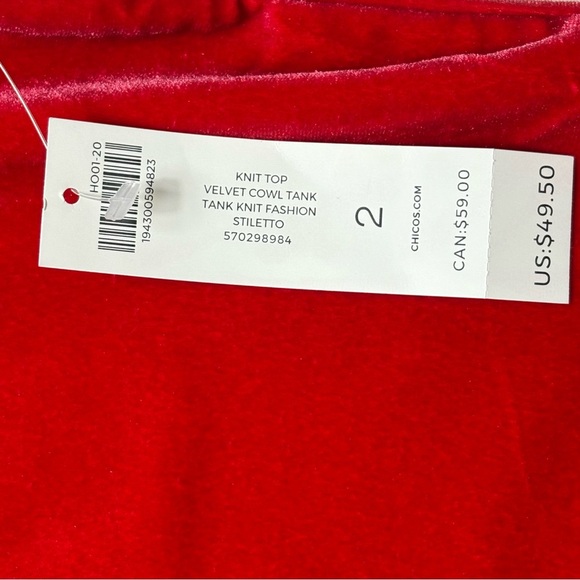 HO01-20
194300594823
KNIT TOP
VELVET COWL TANK
TANK KNIT FASHION
STILETTO
570298984
2
CHICOS.COM
CAN:$59.00
US:$49.50